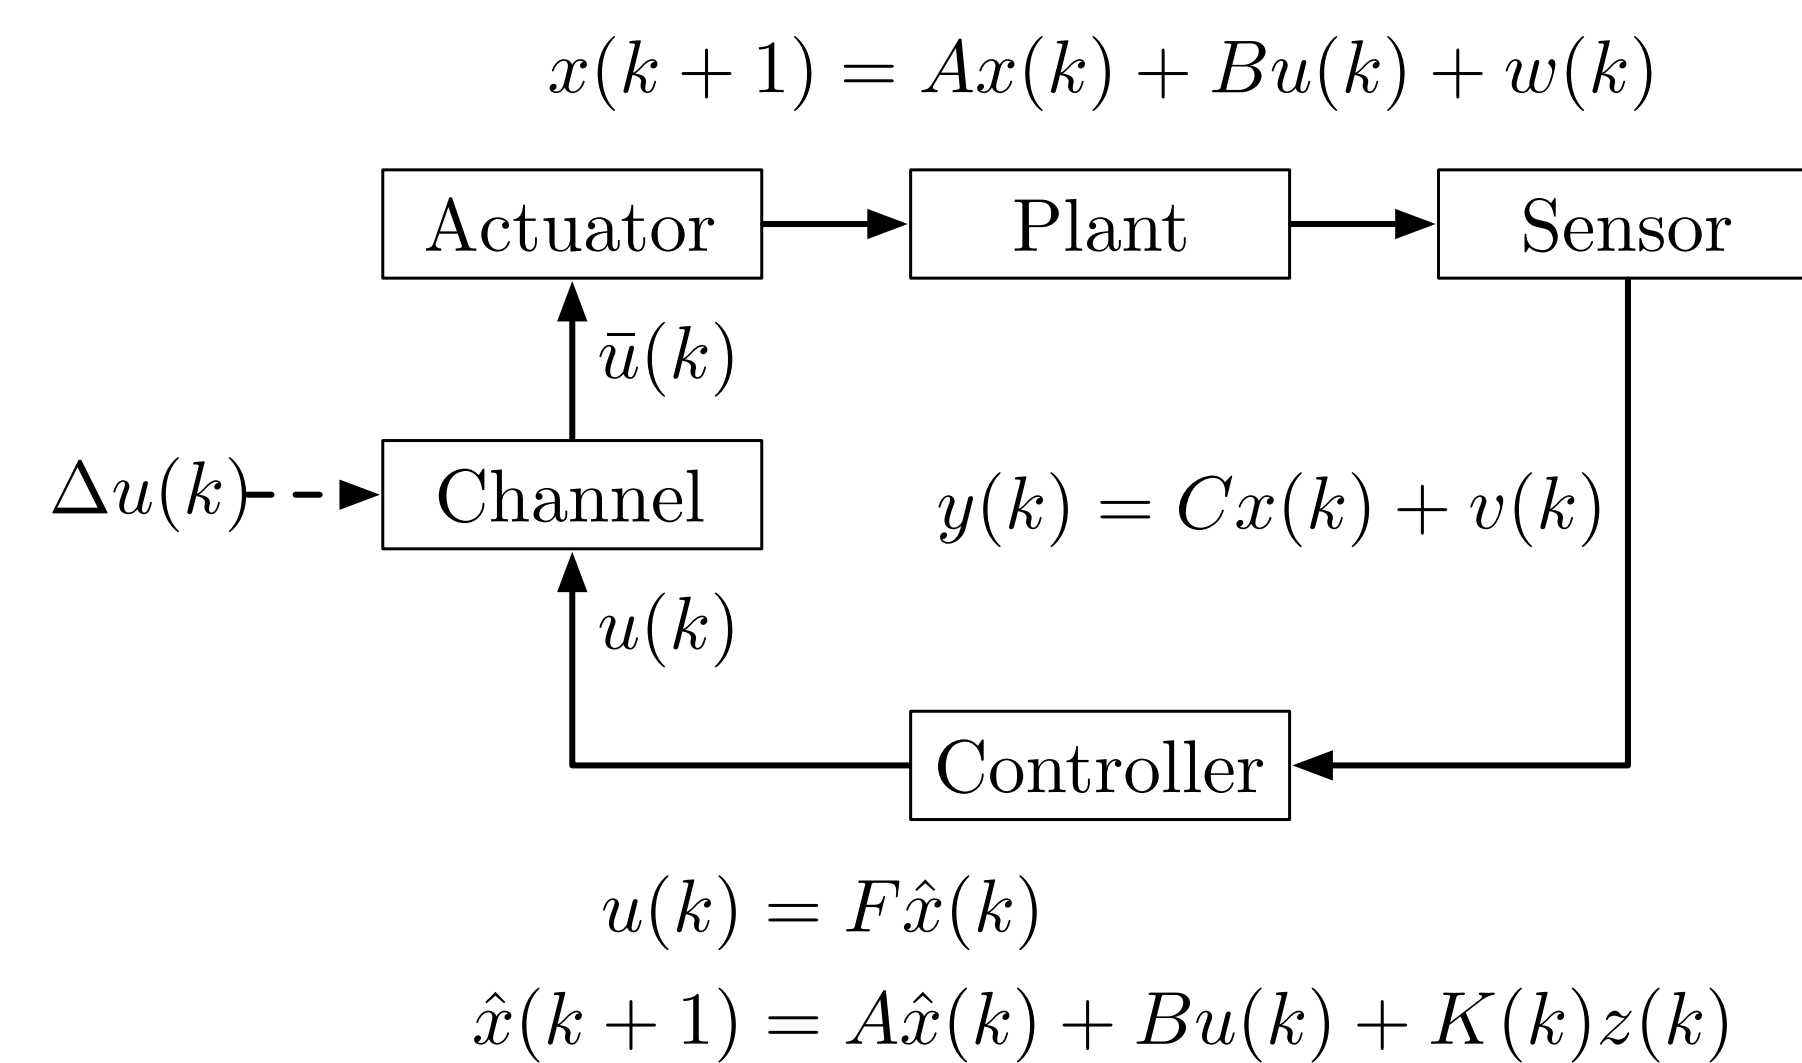 x(k + 1) = Ax(k) + Bu(k) + w(k)
Actuator
Plant
Sensor
ū(k)
Δu(k)
Channel
y(k) = Cx(k) + v(k)
u(k)
Controller
u(k) = Fx̂(k)
x̂(k + 1) = Ax̂(k) + Bu(k) + K(k)z(k)